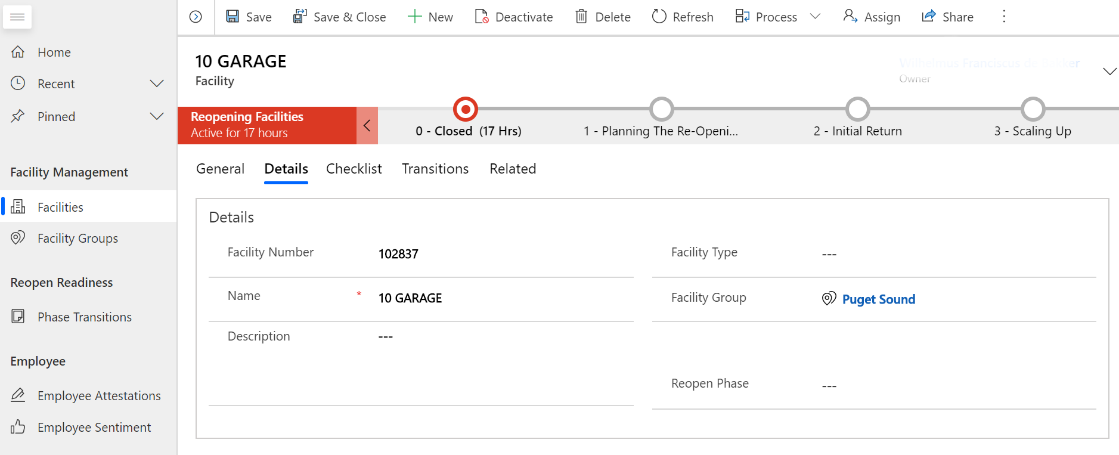 Save
Save & Close
New
Deactivate
Delete
Refresh
Process
Assign
Share
Home
Recent
Pinned
Facility Management
Facilities
Facility Groups
Reopen Readiness
Phase Transitions
Employee
Employee Attestations
Employee Sentiment
10 GARAGE
Facility
Owner
Reopening Facilities
Active for 17 hours
0 - Closed (17 Hrs)
1 - Planning The Re-Openi...
2 - Initial Return
3 - Scaling Up
General Details Checklist Transitions Related
Details
Facility Number 102837
Name * 10 GARAGE
Description ---
Facility Type ---
Facility Group Puget Sound
Reopen Phase ---